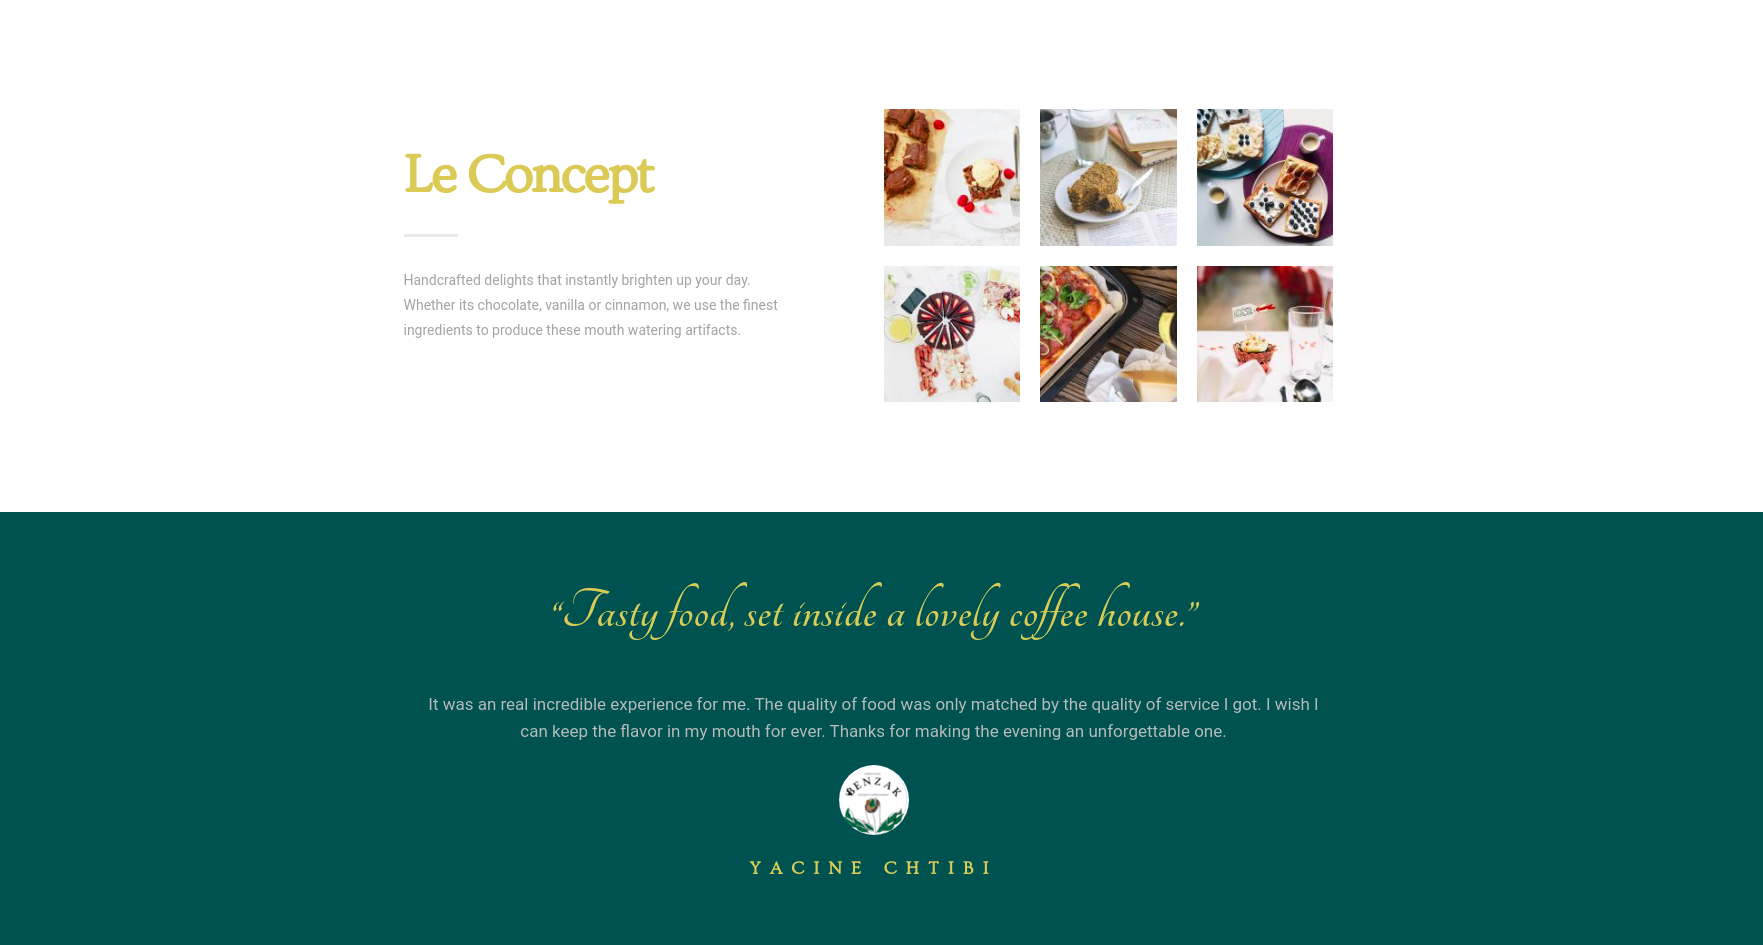 Le Concept
Handcrafted delights that instantly brighten up your day.
Whether its chocolate, vanilla or cinnamon, we use the finest
ingredients to produce these mouth watering artifacts.
“Tasty food, set inside a lovely coffee house.”
It was an real incredible experience for me. The quality of food was only matched by the quality of service I got. I wish I
can keep the flavor in my mouth for ever. Thanks for making the evening an unforgettable one.
BENZAK
YACINE CHTIBI